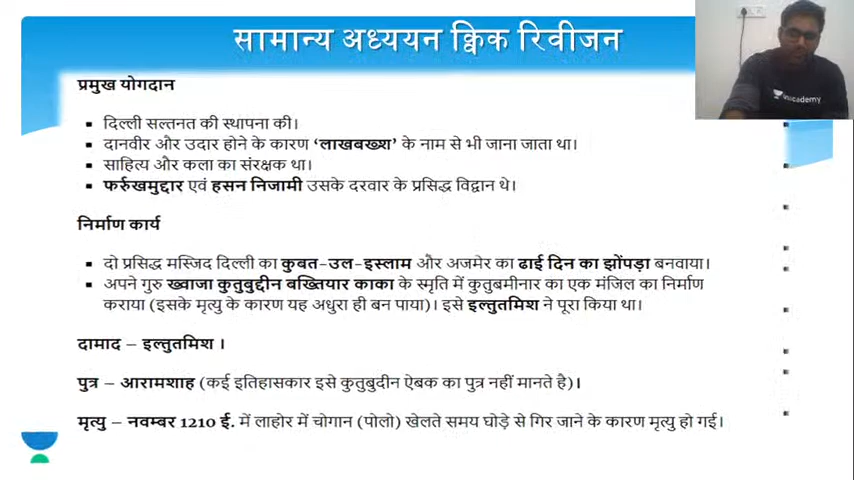 सामान्य अध्ययन क्विक रिवीजन
प्रमुख योगदान
दिल्ली सल्तनत की स्थापना की।
दानवीर और उदार होने के कारण ‘लाखबख्श’ के नाम से भी जाना जाता था।
साहित्य और कला का संरक्षक था।
फर्रुखमुद्दार एवं हसन निजामी उसके दरवार के प्रसिद्ध विद्वान थे।
निर्माण कार्य
दो प्रसिद्ध मस्जिद दिल्ली का कुबत-उल-इस्लाम और अजमेर का ढाई दिन का झोंपड़ा बनवाया।
अपने गुरु ख्वाजा कुतुबुद्दीन बख्तियार काका के स्मृति में कुतुबमीनार का एक मंजिल का निर्माण
कराया (इसके मृत्यु के कारण यह अधुरा ही बन पाया)। इसे इल्तुतमिश ने पूरा किया था।
दामाद – इल्तुतमिश ।
पुत्र – आरामशाह (कई इतिहासकार इसे कुतुबुदीन ऐबक का पुत्र नहीं मानते है)।
मृत्यु – नवम्बर 1210 ई. में लाहोर में चोगान (पोलो) खेलते समय घोड़े से गिर जाने के कारण मृत्यु हो गई।